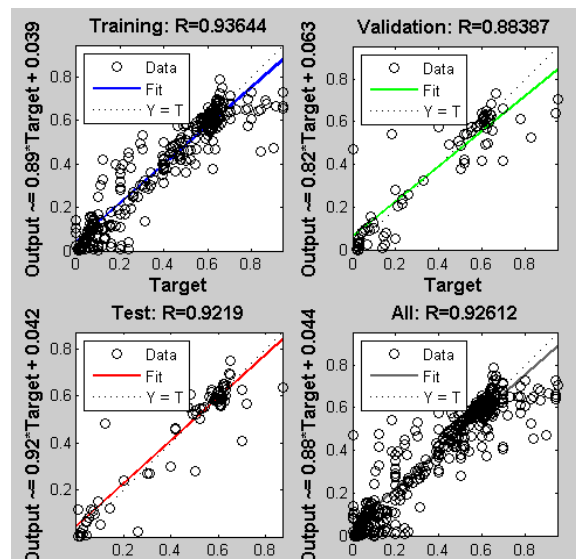 Training: R=0.93644
Output ~= 0.89*Target + 0.039
Data
Fit
Y = T
0.8
0.6
0.4
0.2
0
0 0.2 0.4 0.6 0.8
Target
Validation: R=0.88387
Output ~= 0.82*Target + 0.063
Data
Fit
Y = T
0.8
0.6
0.4
0.2
0
0 0.2 0.4 0.6 0.8
Target
Test: R=0.9219
Output ~= 0.92*Target + 0.042
Data
Fit
Y = T
0.8
0.6
0.4
0.2
0.2 0.4 0.6 0.8
All: R=0.92612
Output ~= 0.88*Target + 0.044
Data
Fit
Y = T
0.8
0.6
0.4
0.2
0
0 0.2 0.4 0.6 0.8